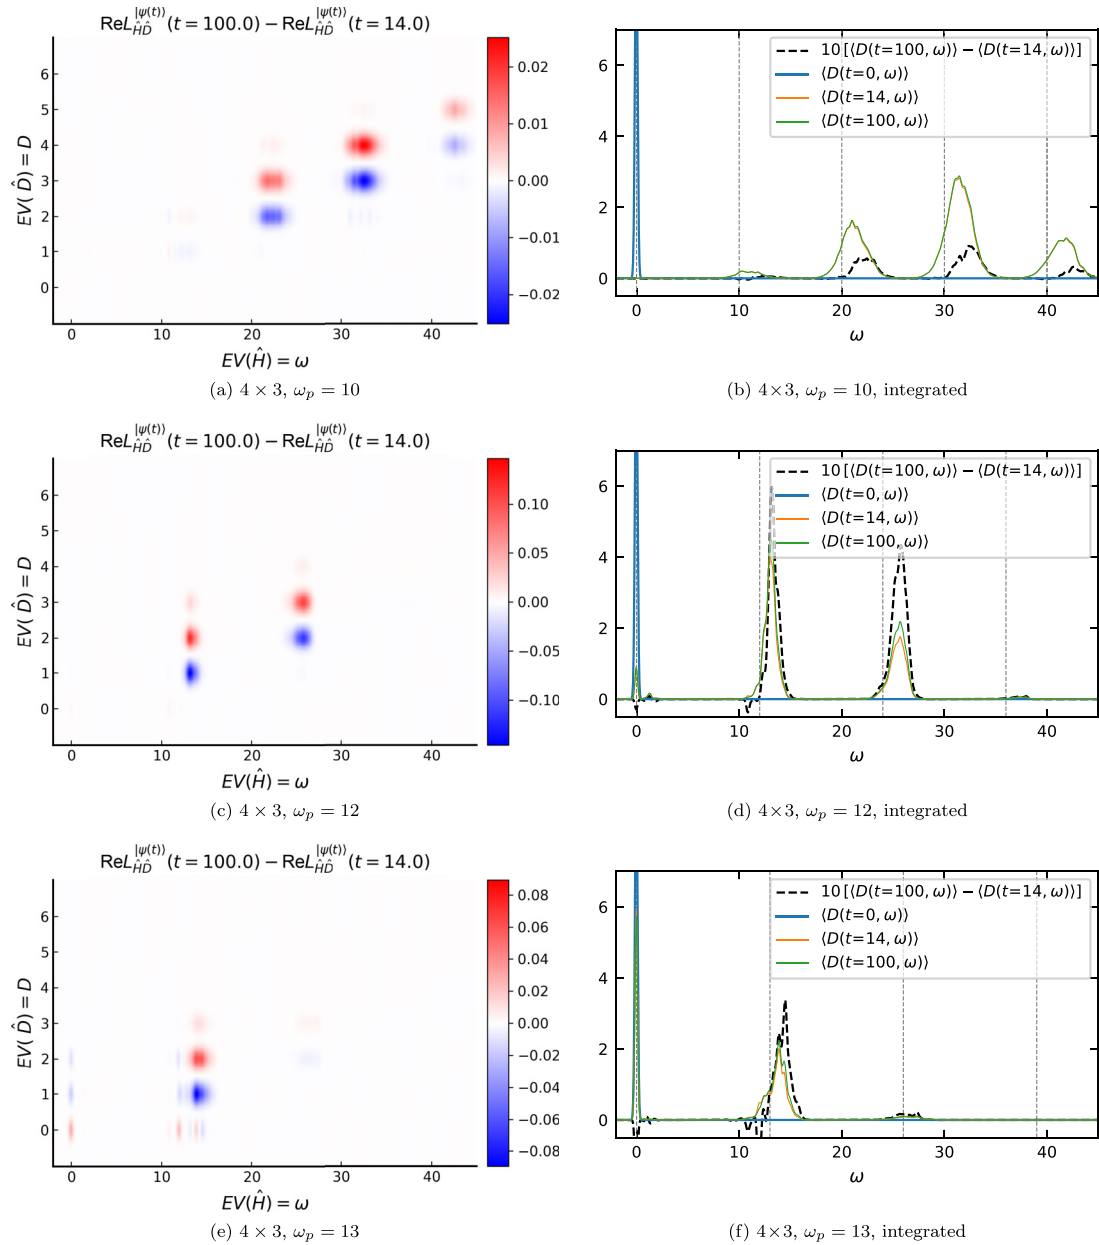 ReL_{ĤD̂}^{|ψ(t)⟩}(t = 100.0) − ReL_{ĤD̂}^{|ψ(t)⟩}(t = 14.0)
EV( D̂) = D
6
5
4
3
2
1
0
0 10 20 30 40
EV(Ĥ) = ω
0.02
0.01
0.00
−0.01
−0.02
(a) 4 × 3, ω_p = 10
10 [⟨D(t=100, ω)⟩ − ⟨D(t=14, ω)⟩]
⟨D(t=0, ω)⟩
⟨D(t=14, ω)⟩
⟨D(t=100, ω)⟩
6
4
2
0
0 10 20 30 40
ω
(b) 4×3, ω_p = 10, integrated
ReL_{ĤD̂}^{|ψ(t)⟩}(t = 100.0) − ReL_{ĤD̂}^{|ψ(t)⟩}(t = 14.0)
EV( D̂) = D
6
5
4
3
2
1
0
0 10 20 30 40
EV(Ĥ) = ω
0.10
0.05
0.00
−0.05
−0.10
(c) 4 × 3, ω_p = 12
10 [⟨D(t=100, ω)⟩ − ⟨D(t=14, ω)⟩]
⟨D(t=0, ω)⟩
⟨D(t=14, ω)⟩
⟨D(t=100, ω)⟩
6
4
2
0
0 10 20 30 40
ω
(d) 4×3, ω_p = 12, integrated
ReL_{ĤD̂}^{|ψ(t)⟩}(t = 100.0) − ReL_{ĤD̂}^{|ψ(t)⟩}(t = 14.0)
EV( D̂) = D
6
5
4
3
2
1
0
0 10 20 30 40
EV(Ĥ) = ω
0.08
0.06
0.04
0.02
0.00
−0.02
−0.04
−0.06
−0.08
(e) 4 × 3, ω_p = 13
10 [⟨D(t=100, ω)⟩ − ⟨D(t=14, ω)⟩]
⟨D(t=0, ω)⟩
⟨D(t=14, ω)⟩
⟨D(t=100, ω)⟩
6
4
2
0
0 10 20 30 40
ω
(f) 4×3, ω_p = 13, integrated